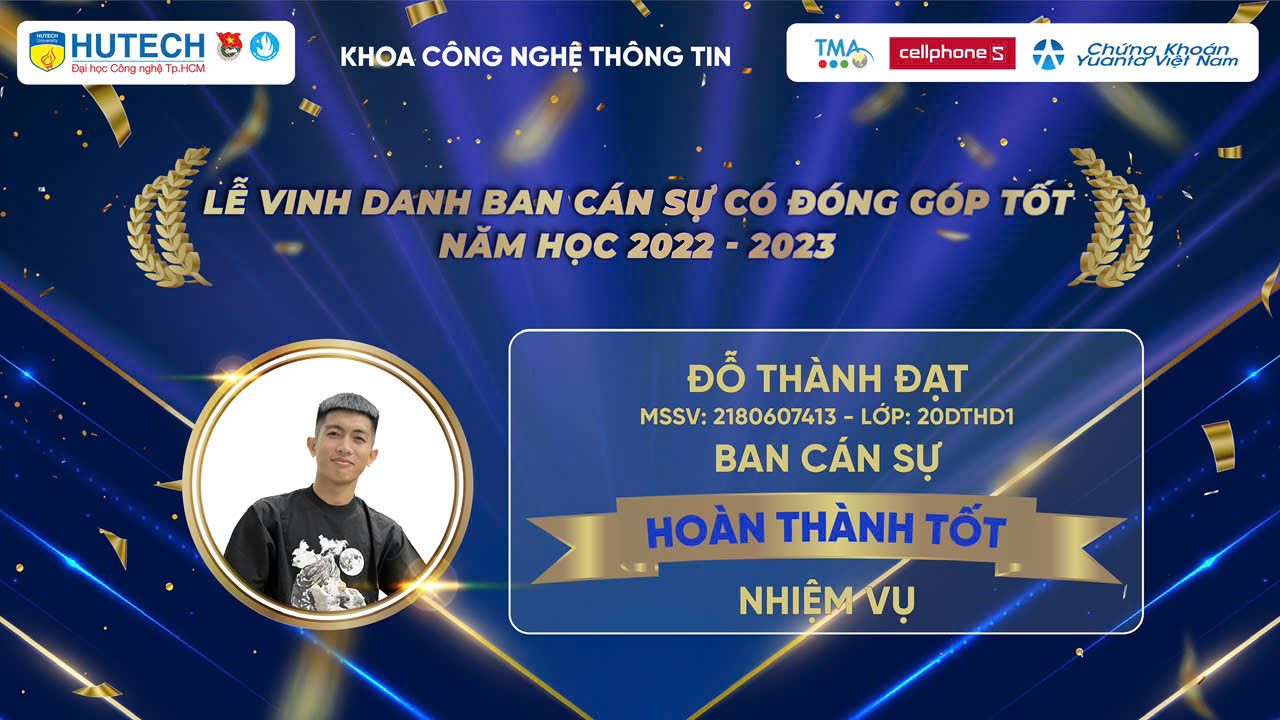 HUTECH
University
HUTECH
Đại học Công nghệ Tp.HCM
KHOA CÔNG NGHỆ THÔNG TIN
TMA
cellphoneS
Chứng Khoán
Yuanta Việt Nam
LỄ VINH DANH BAN CÁN SỰ CÓ ĐÓNG GÓP TỐT
NĂM HỌC 2022 - 2023
ĐỖ THÀNH ĐẠT
MSSV: 2180607413 - LỚP: 20DTHD1
BAN CÁN SỰ
HOÀN THÀNH TỐT
NHIỆM VỤ